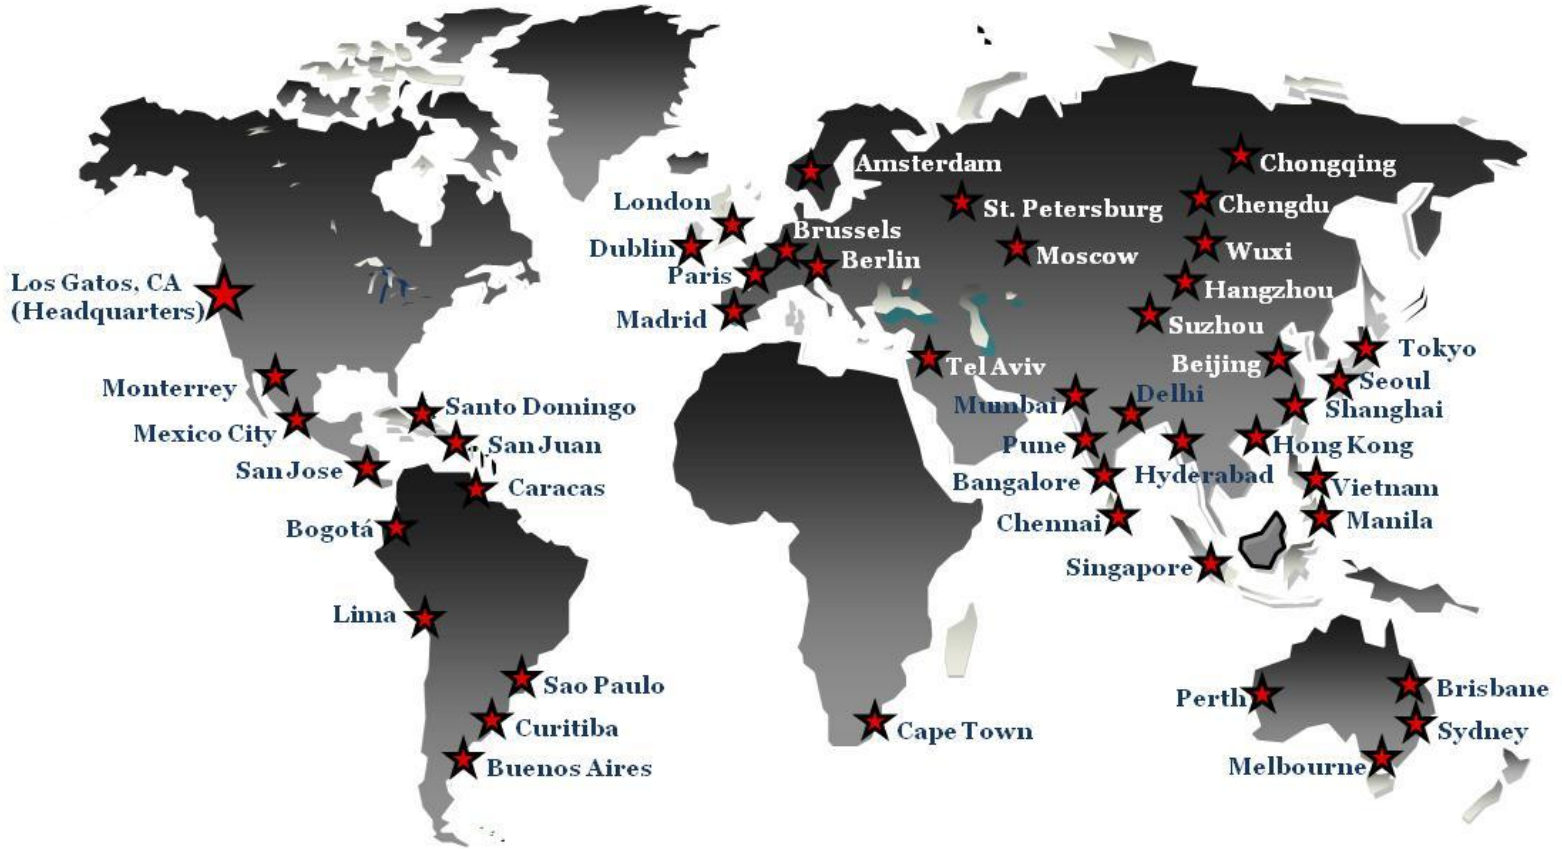 Amsterdam
Chongqing
London
St. Petersburg
Chengdu
Dublin
Brussels
Wuxi
Paris
Berlin
Moscow
Los Gatos, CA
(Headquarters)
Hangzhou
Madrid
Suzhou
Tokyo
Beijing
Tel Aviv
Seoul
Monterrey
Mumbai
Delhi
Santo Domingo
Shanghai
Mexico City
San Juan
Pune
Hong Kong
San Jose
Caracas
Bangalore
Hyderabad
Vietnam
Bogotá
Chennai
Manila
Singapore
Lima
Sao Paulo
Perth
Brisbane
Curitiba
Cape Town
Sydney
Buenos Aires
Melbourne